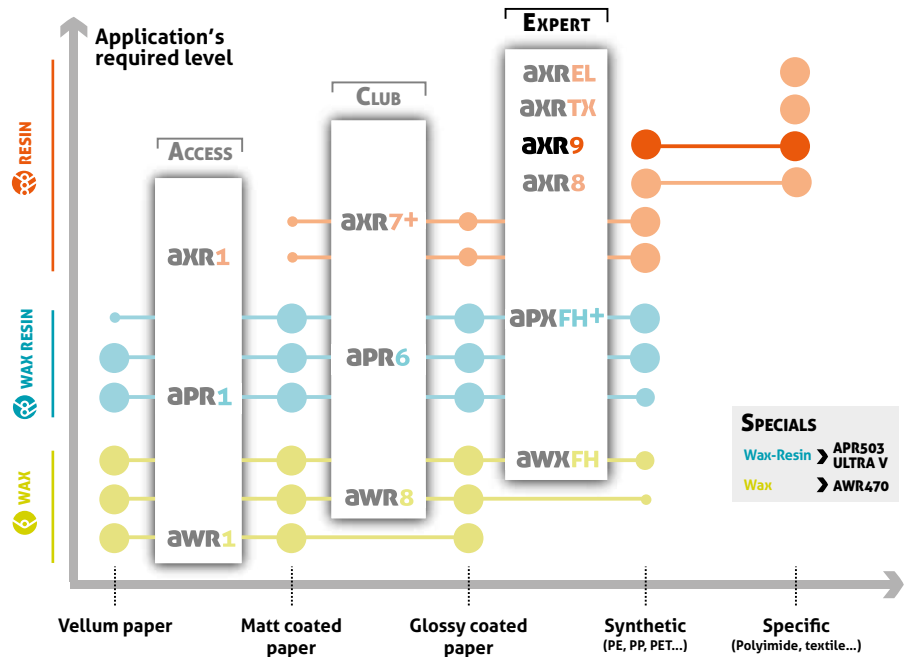 Application's
required level
EXPERT
CLUB
ACCESS
RESIN
WAX RESIN
WAX
aXREL
aXRTX
aXR9
aXR8
aXR7+
aXR1
aPXFH+
aPR6
aPR1
aWXFH
aWR8
aWR1
SPECIALS
Wax-Resin APR503
ULTRA V
Wax AWR470
Vellum paper
Matt coated
paper
Glossy coated
paper
Synthetic
(PE, PP, PET...)
Specific
(Polyimide, textile...)